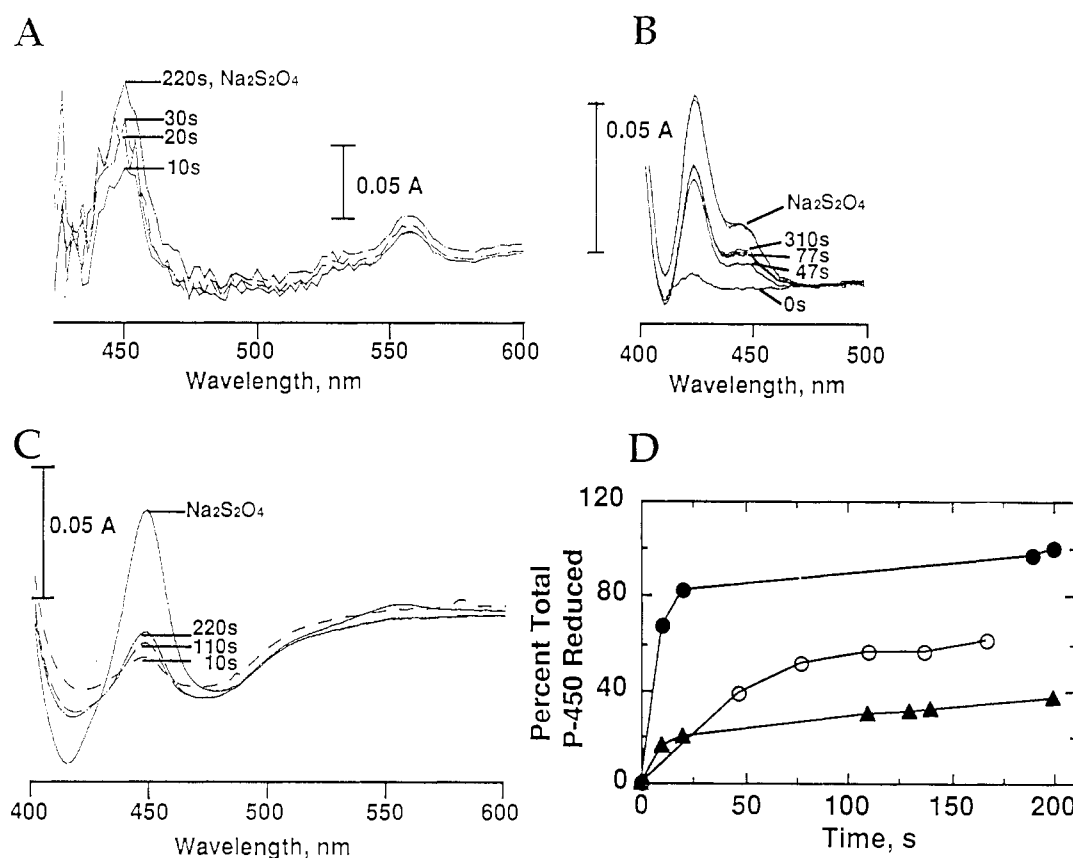 A
220s, Na₂S₂O₄
30s
20s
10s
0.05 A
450
500
550
600
Wavelength, nm
B
0.05 A
Na₂S₂O₄
310s
77s
47s
0s
400
450
500
Wavelength, nm
C
0.05 A
Na₂S₂O₄
220s
110s
10s
400
450
500
550
600
Wavelength, nm
D
Percent Total
P-450 Reduced
120
80
40
0
0
50
100
150
200
Time, s